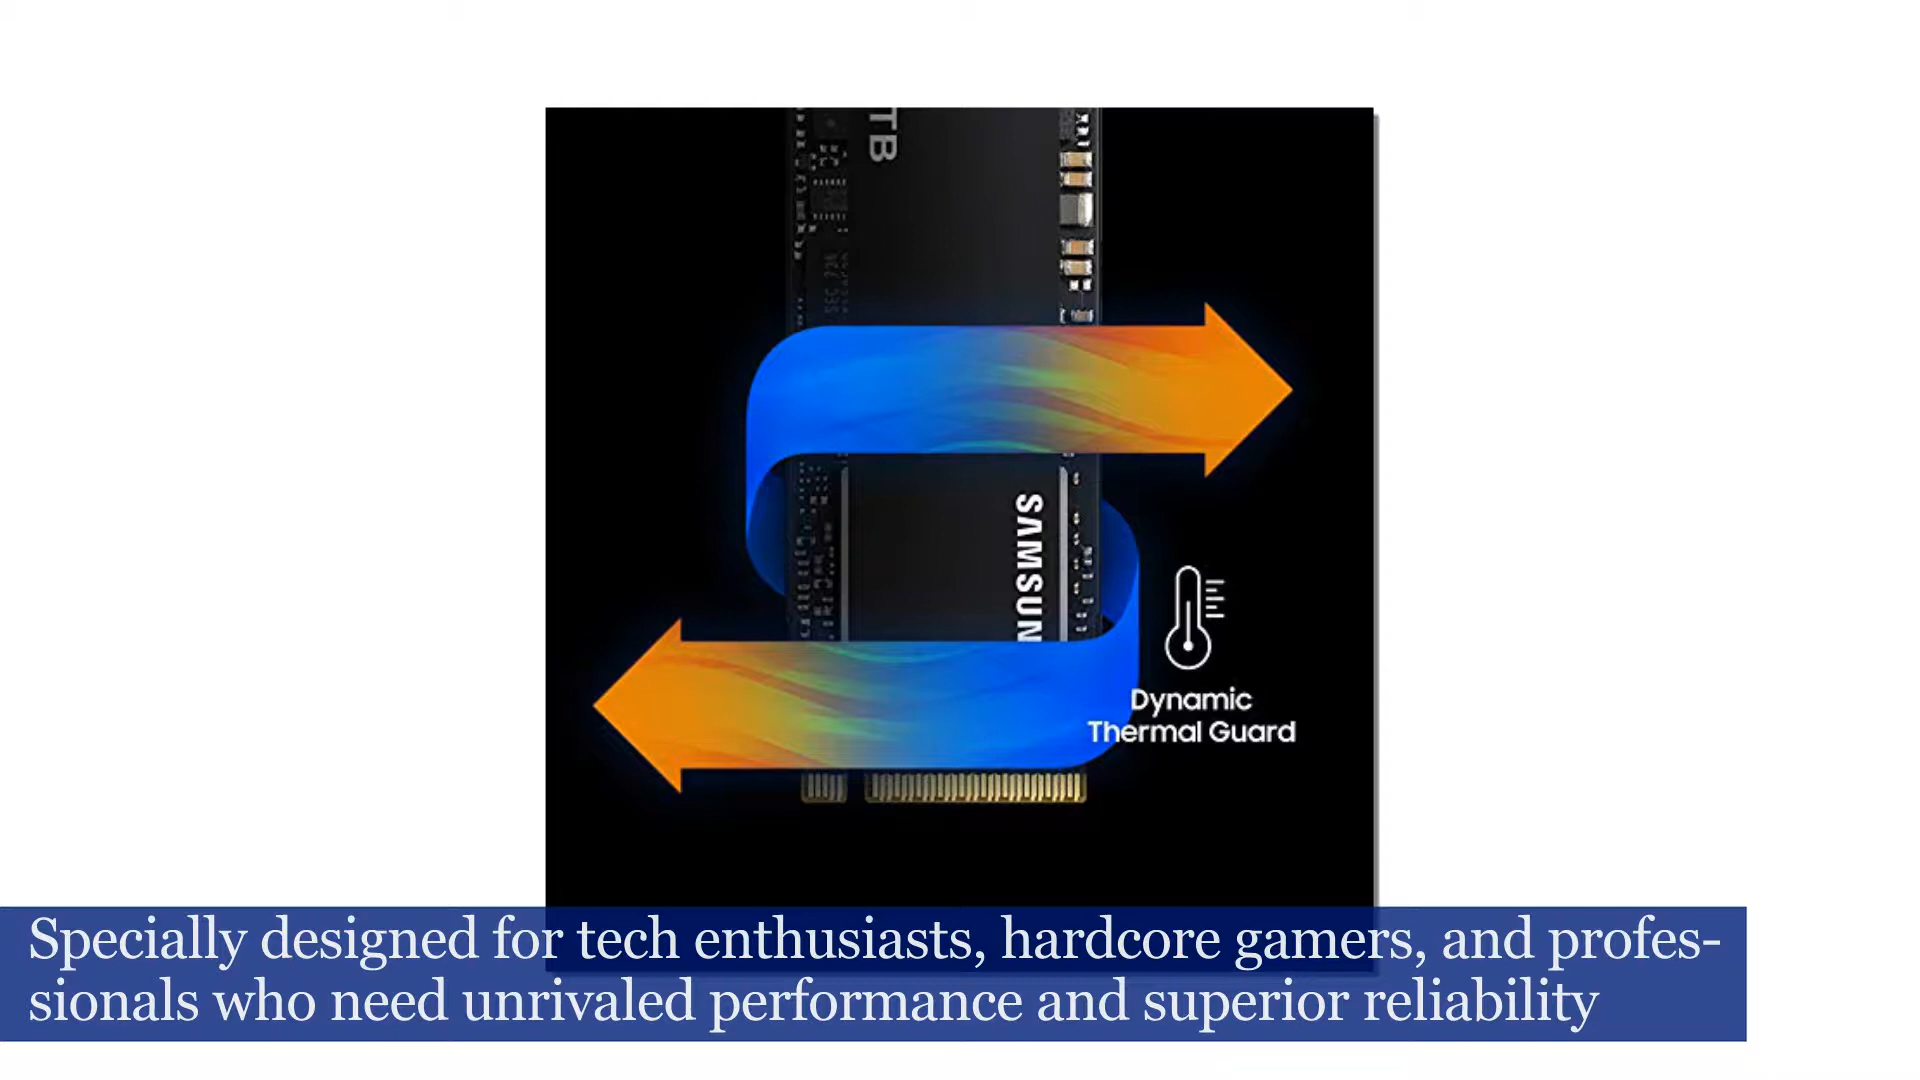 TB
SAMSUN
Dynamic
Thermal Guard
Specially designed for tech enthusiasts, hardcore gamers, and profes-
sionals who need unrivaled performance and superior reliability